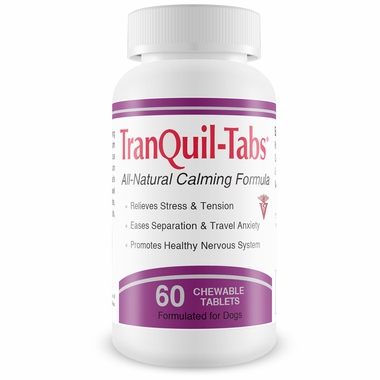 TranQuil-Tabs®
All-Natural Calming Formula
• Relieves Stress & Tension
• Eases Separation & Travel Anxiety
• Promotes Healthy Nervous System
60 CHEWABLE
TABLETS
Formulated for Dogs